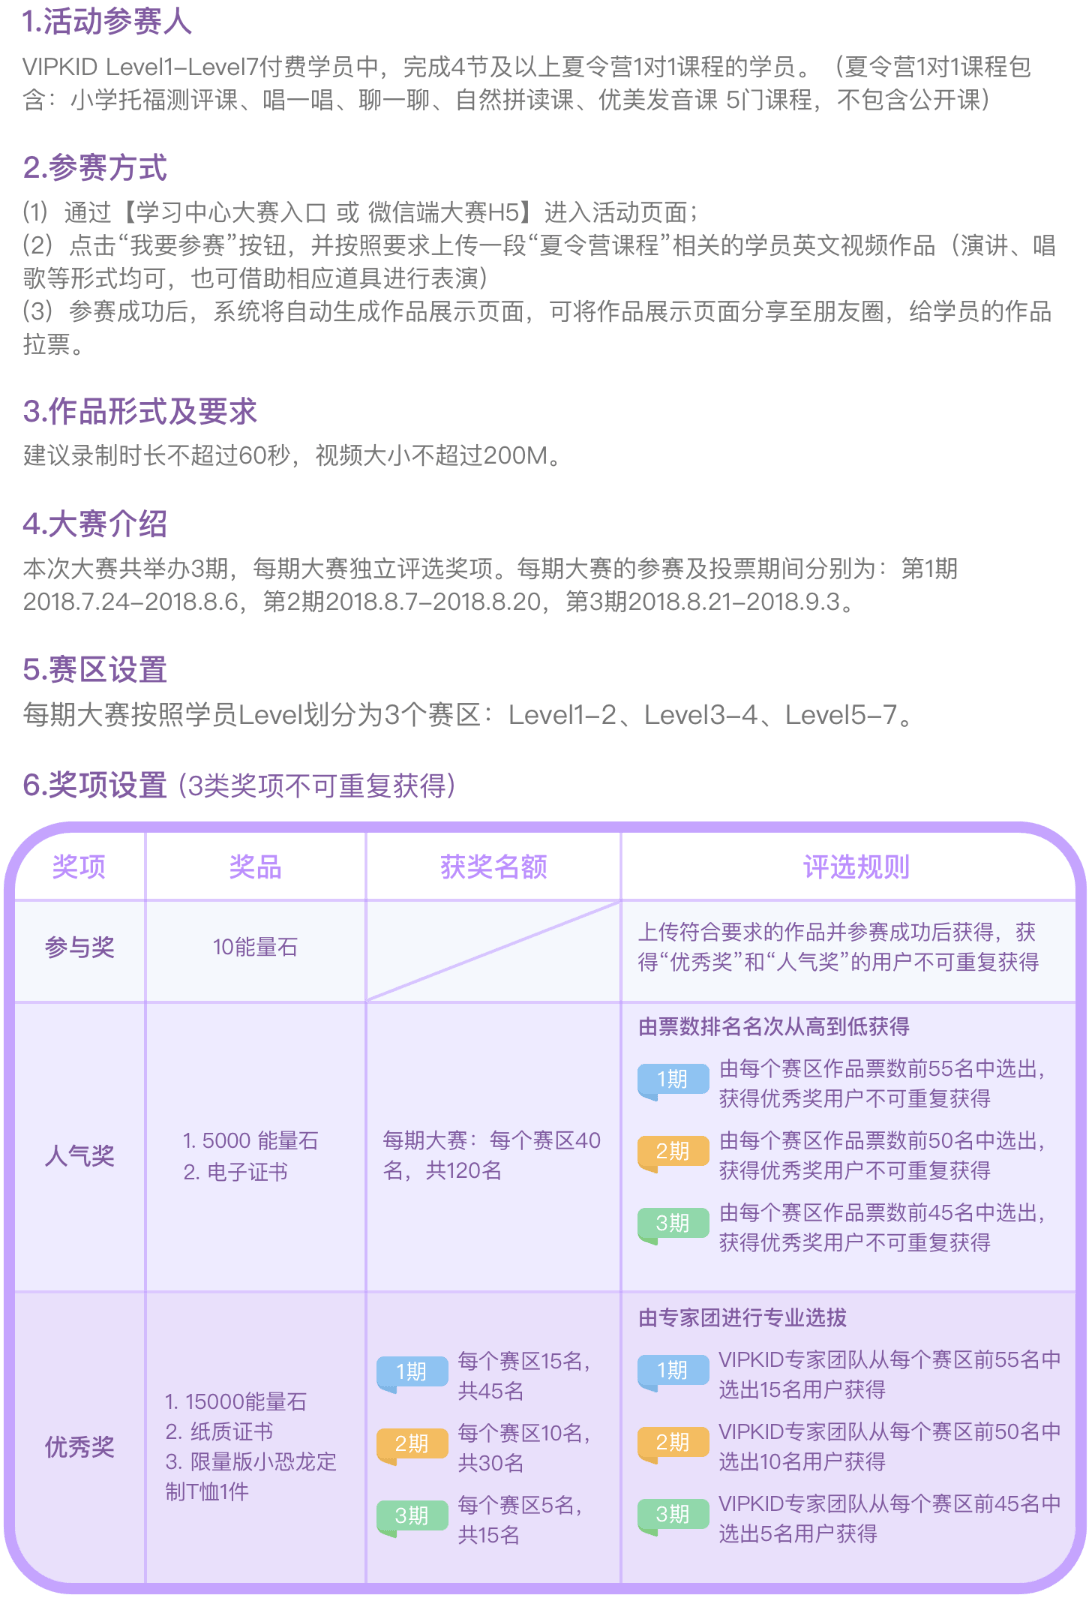 1.活动参赛人
VIPKID Level1-Level7付费学员中，完成4节及以上夏令营1对1课程的学员。（夏令营1对1课程包
含：小学托福测评课、唱一唱、聊一聊、自然拼读课、优美发音课 5门课程，不包含公开课）
2.参赛方式
(1）通过【学习中心大赛入口 或 微信端大赛H5】进入活动页面；
(2）点击“我要参赛”按钮，并按照要求上传一段“夏令营课程”相关的学员英文视频作品（演讲、唱
歌等形式均可，也可借助相应道具进行表演）
(3）参赛成功后，系统将自动生成作品展示页面，可将作品展示页面分享至朋友圈，给学员的作品
拉票。
3.作品形式及要求
建议录制时长不超过60秒，视频大小不超过200M。
4.大赛介绍
本次大赛共举办3期，每期大赛独立评选奖项。每期大赛的参赛及投票期间分别为：第1期
2018.7.24-2018.8.6，第2期2018.8.7-2018.8.20，第3期2018.8.21-2018.9.3。
5.赛区设置
每期大赛按照学员Level划分为3个赛区：Level1-2、Level3-4、Level5-7。
6.奖项设置（3类奖项不可重复获得）
奖项 奖品 获奖名额 评选规则
参与奖
10能量石
上传符合要求的作品并参赛成功后获得，获
得“优秀奖”和“人气奖”的用户不可重复获得
人气奖
1. 5000 能量石
2. 电子证书
每期大赛：每个赛区40
名，共120名
由票数排名名次从高到低获得
1期 由每个赛区作品票数前55名中选出，
获得优秀奖用户不可重复获得
2期 由每个赛区作品票数前50名中选出，
获得优秀奖用户不可重复获得
3期 由每个赛区作品票数前45名中选出，
获得优秀奖用户不可重复获得
优秀奖
1. 15000能量石
2. 纸质证书
3. 限量版小恐龙定
制T恤1件
1期 每个赛区15名，
共45名
2期 每个赛区10名，
共30名
3期 每个赛区5名，
共15名
由专家团进行专业选拔
1期 VIPKID专家团队从每个赛区前55名中
选出15名用户获得
2期 VIPKID专家团队从每个赛区前50名中
选出10名用户获得
3期 VIPKID专家团队从每个赛区前45名中
选出5名用户获得